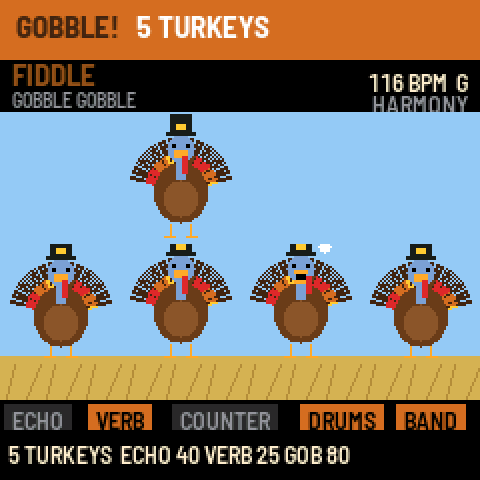 GOBBLE! 5 TURKEYS
FIDDLE
GOBBLE GOBBLE
116 BPM G
HARMONY
ECHO VERB COUNTER DRUMS BAND
5 TURKEYS ECHO 40 VERB 25 GOB 80